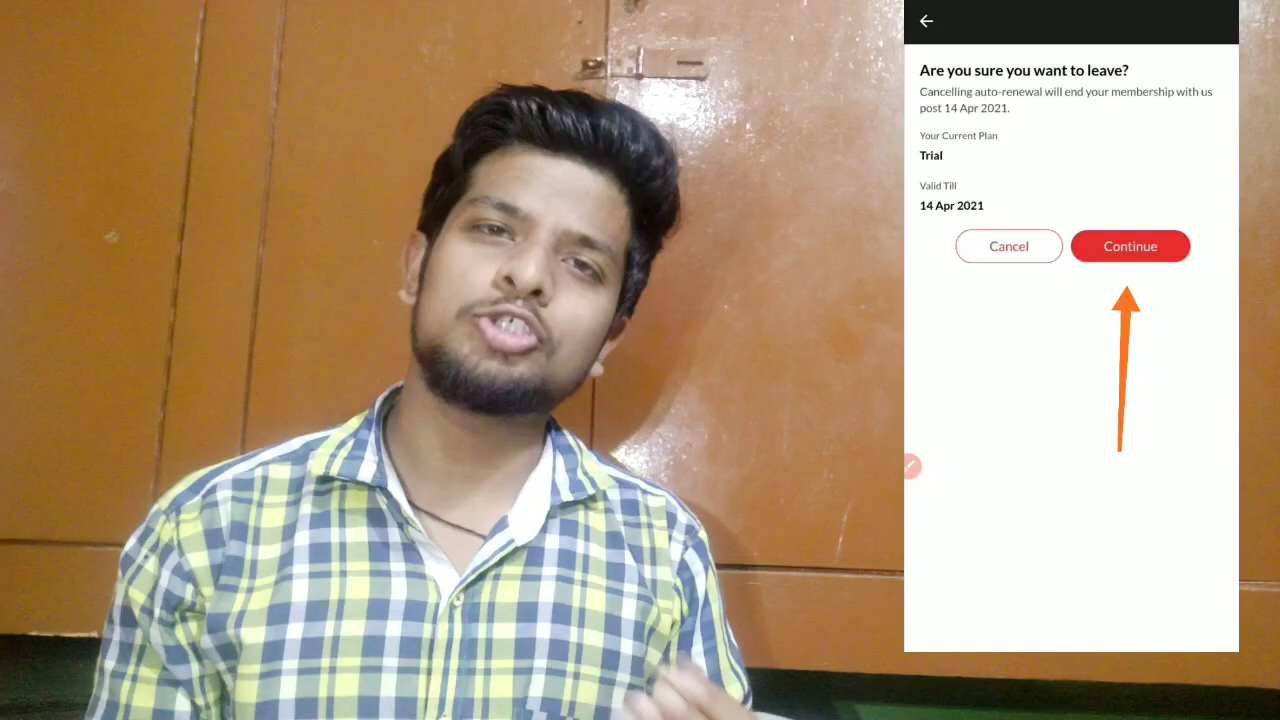 Are you sure you want to leave?
Cancelling auto-renewal will end your membership with us
post 14 Apr 2021.
Your Current Plan
Trial
Valid Till
14 Apr 2021
Cancel
Continue